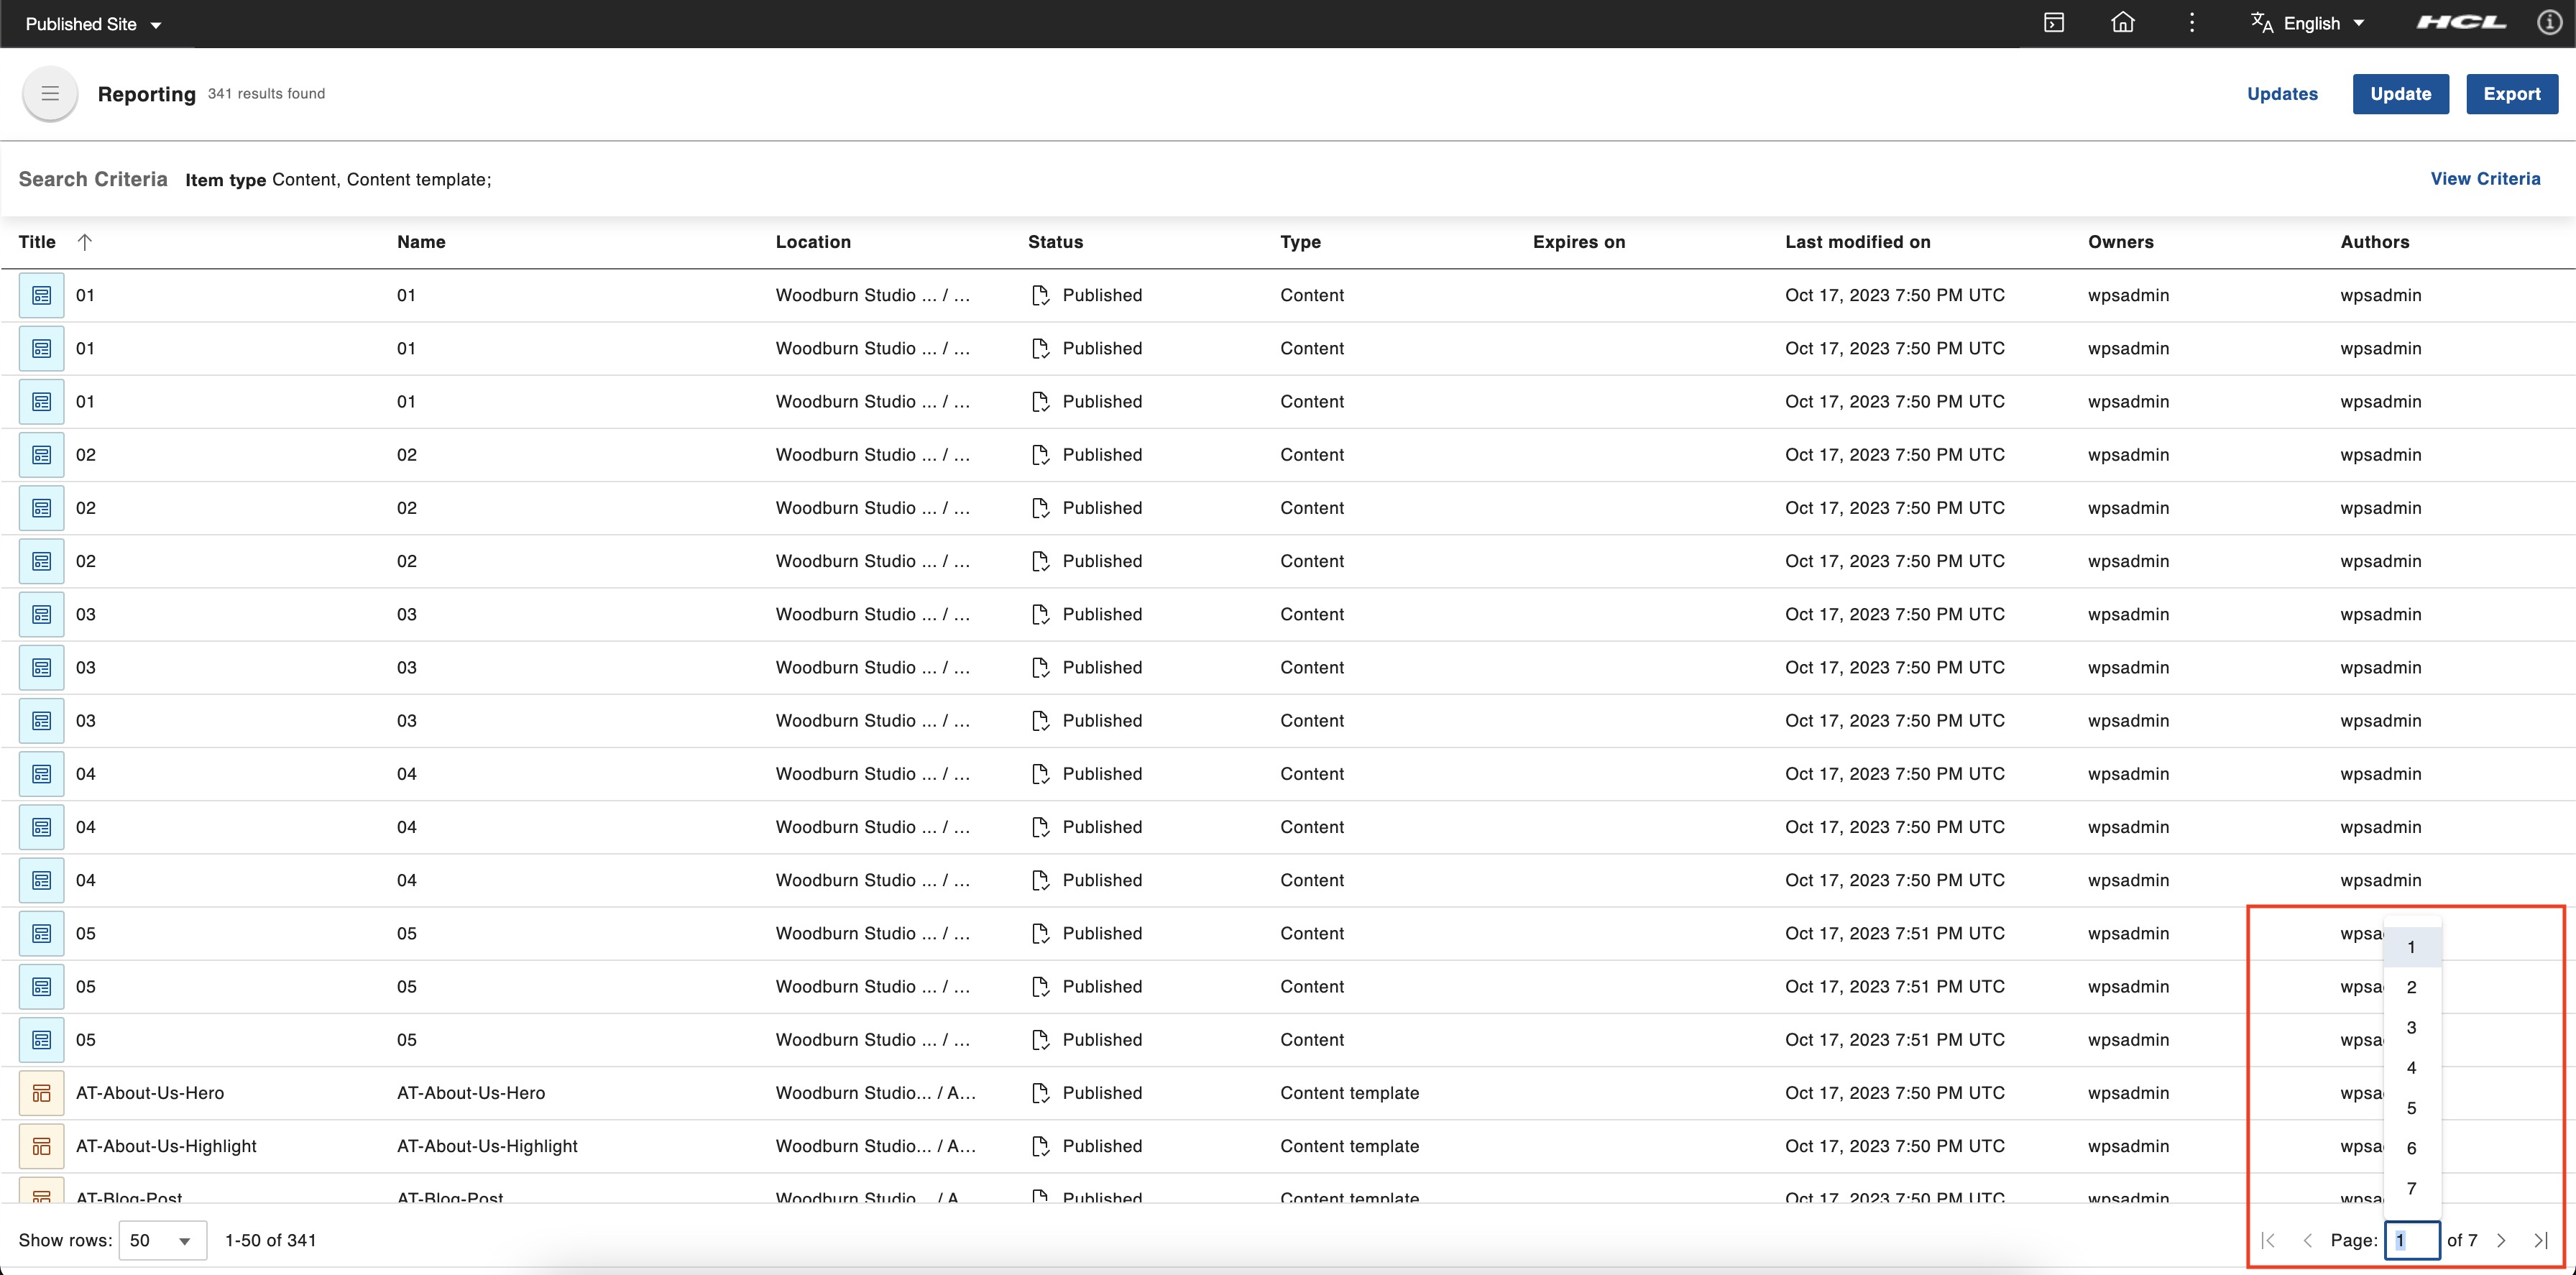 Published Site English HCL
Reporting 341 results found Updates Update Export
Search Criteria Item type Content, Content template; View Criteria
Title Name Location Status Type Expires on Last modified on Owners Authors
01 01 Woodburn Studio ... / ... Published Content Oct 17, 2023 7:50 PM UTC wpsadmin wpsadmin
01 01 Woodburn Studio ... / ... Published Content Oct 17, 2023 7:50 PM UTC wpsadmin wpsadmin
01 01 Woodburn Studio ... / ... Published Content Oct 17, 2023 7:50 PM UTC wpsadmin wpsadmin
02 02 Woodburn Studio ... / ... Published Content Oct 17, 2023 7:50 PM UTC wpsadmin wpsadmin
02 02 Woodburn Studio ... / ... Published Content Oct 17, 2023 7:50 PM UTC wpsadmin wpsadmin
02 02 Woodburn Studio ... / ... Published Content Oct 17, 2023 7:50 PM UTC wpsadmin wpsadmin
03 03 Woodburn Studio ... / ... Published Content Oct 17, 2023 7:50 PM UTC wpsadmin wpsadmin
03 03 Woodburn Studio ... / ... Published Content Oct 17, 2023 7:50 PM UTC wpsadmin wpsadmin
03 03 Woodburn Studio ... / ... Published Content Oct 17, 2023 7:50 PM UTC wpsadmin wpsadmin
04 04 Woodburn Studio ... / ... Published Content Oct 17, 2023 7:50 PM UTC wpsadmin wpsadmin
04 04 Woodburn Studio ... / ... Published Content Oct 17, 2023 7:50 PM UTC wpsadmin wpsadmin
04 04 Woodburn Studio ... / ... Published Content Oct 17, 2023 7:50 PM UTC wpsadmin wpsadmin
05 05 Woodburn Studio ... / ... Published Content Oct 17, 2023 7:51 PM UTC wpsadmin wpsa 1
05 05 Woodburn Studio ... / ... Published Content Oct 17, 2023 7:51 PM UTC wpsadmin wpsa 2
3
05 05 Woodburn Studio ... / ... Published Content Oct 17, 2023 7:51 PM UTC wpsadmin wpsa
4
AT-About-Us-Hero AT-About-Us-Hero Woodburn Studio... / A... Published Content template Oct 17, 2023 7:50 PM UTC wpsadmin wpsa
5
AT-About-Us-Highlight AT-About-Us-Highlight Woodburn Studio... / A... Published Content template Oct 17, 2023 7:50 PM UTC wpsadmin wpsa 6
AT-Blog-Post AT-Blog-Post Woodburn Studio... / A... Published Content template Oct 17, 2023 7:50 PM UTC wpsadmin wpsa 7
Show rows: 50 1-50 of 341 Page: 1 of 7